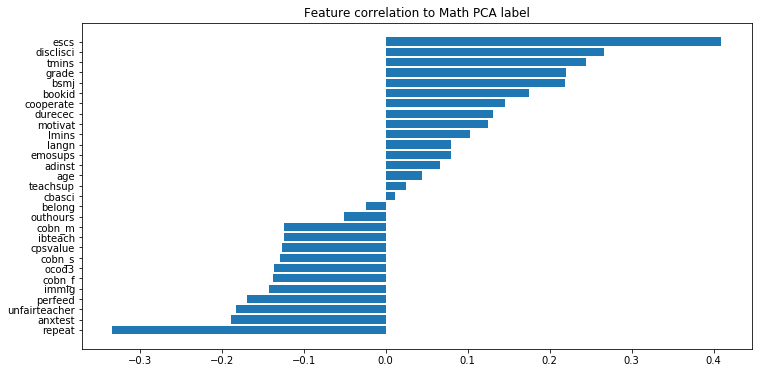 Feature correlation to Math PCA label
escs
disclisci
tmins
grade
bsmj
bookid
cooperate
durecec
motivat
lmins
langn
emosups
adinst
age
teachsup
cbasci
belong
outhours
cobn_m
ibteach
cpsvalue
cobn_s
ocod3
cobn_f
immig
perfeed
unfairteacher
anxtest
repeat
−0.3 −0.2 −0.1 0.0 0.1 0.2 0.3 0.4